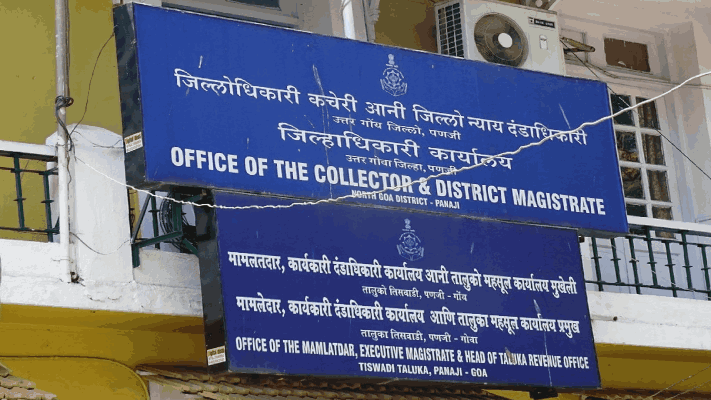 जिल्लोधिकारी कचेरी आनी जिल्लो न्याय दंडाधिकारी
उत्तर गोंय जिल्लो, पणजी
जिल्हाधिकारी कार्यालय
उत्तर गोवा जिल्हा, पणजी
OFFICE OF THE COLLECTOR & DISTRICT MAGISTRATE
NORTH GOA DISTRICT - PANAJI
मामलतदार, कार्यकारी दंडाधिकारी कार्यालय आनी तालुको महसूल कार्यालय मुखेली
तालुको तिसवाडी, पणजी - गोंय
मामलेदार, कार्यकारी दंडाधिकारी कार्यालय आणि तालुका महसूल कार्यालय प्रमुख
तालुका तिसवाडी, पणजी - गोवा
OFFICE OF THE MAMLATDAR, EXECUTIVE MAGISTRATE & HEAD OF TALUKA REVENUE OFFICE
TISWADI TALUKA, PANAJI - GOA